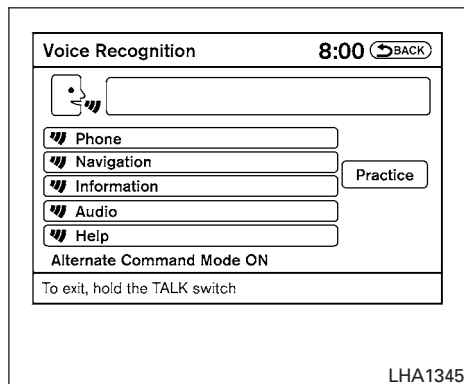 Voice Recognition 8:00 BACK
Phone
Navigation
Information
Practice
Audio
Help
Alternate Command Mode ON
To exit, hold the TALK switch
LHA1345